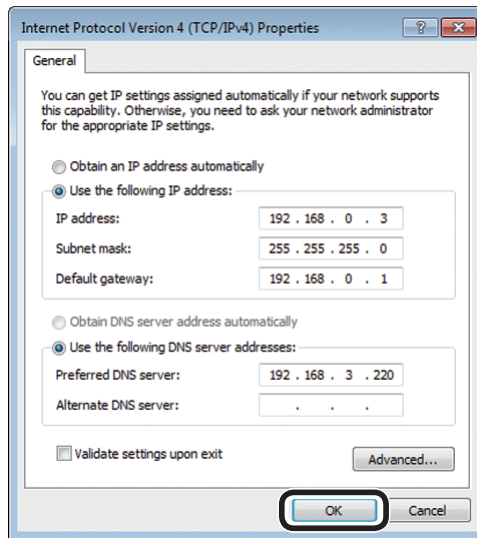 Internet Protocol Version 4 (TCP/IPv4) Properties
General
You can get IP settings assigned automatically if your network supports
this capability. Otherwise, you need to ask your network administrator
for the appropriate IP settings.
Obtain an IP address automatically
Use the following IP address:
IP address: 192 . 168 . 0 . 3
Subnet mask: 255 . 255 . 255 . 0
Default gateway: 192 . 168 . 0 . 1
Obtain DNS server address automatically
Use the following DNS server addresses:
Preferred DNS server: 192 . 168 . 3 . 220
Alternate DNS server: . . .
Validate settings upon exit
Advanced...
OK Cancel